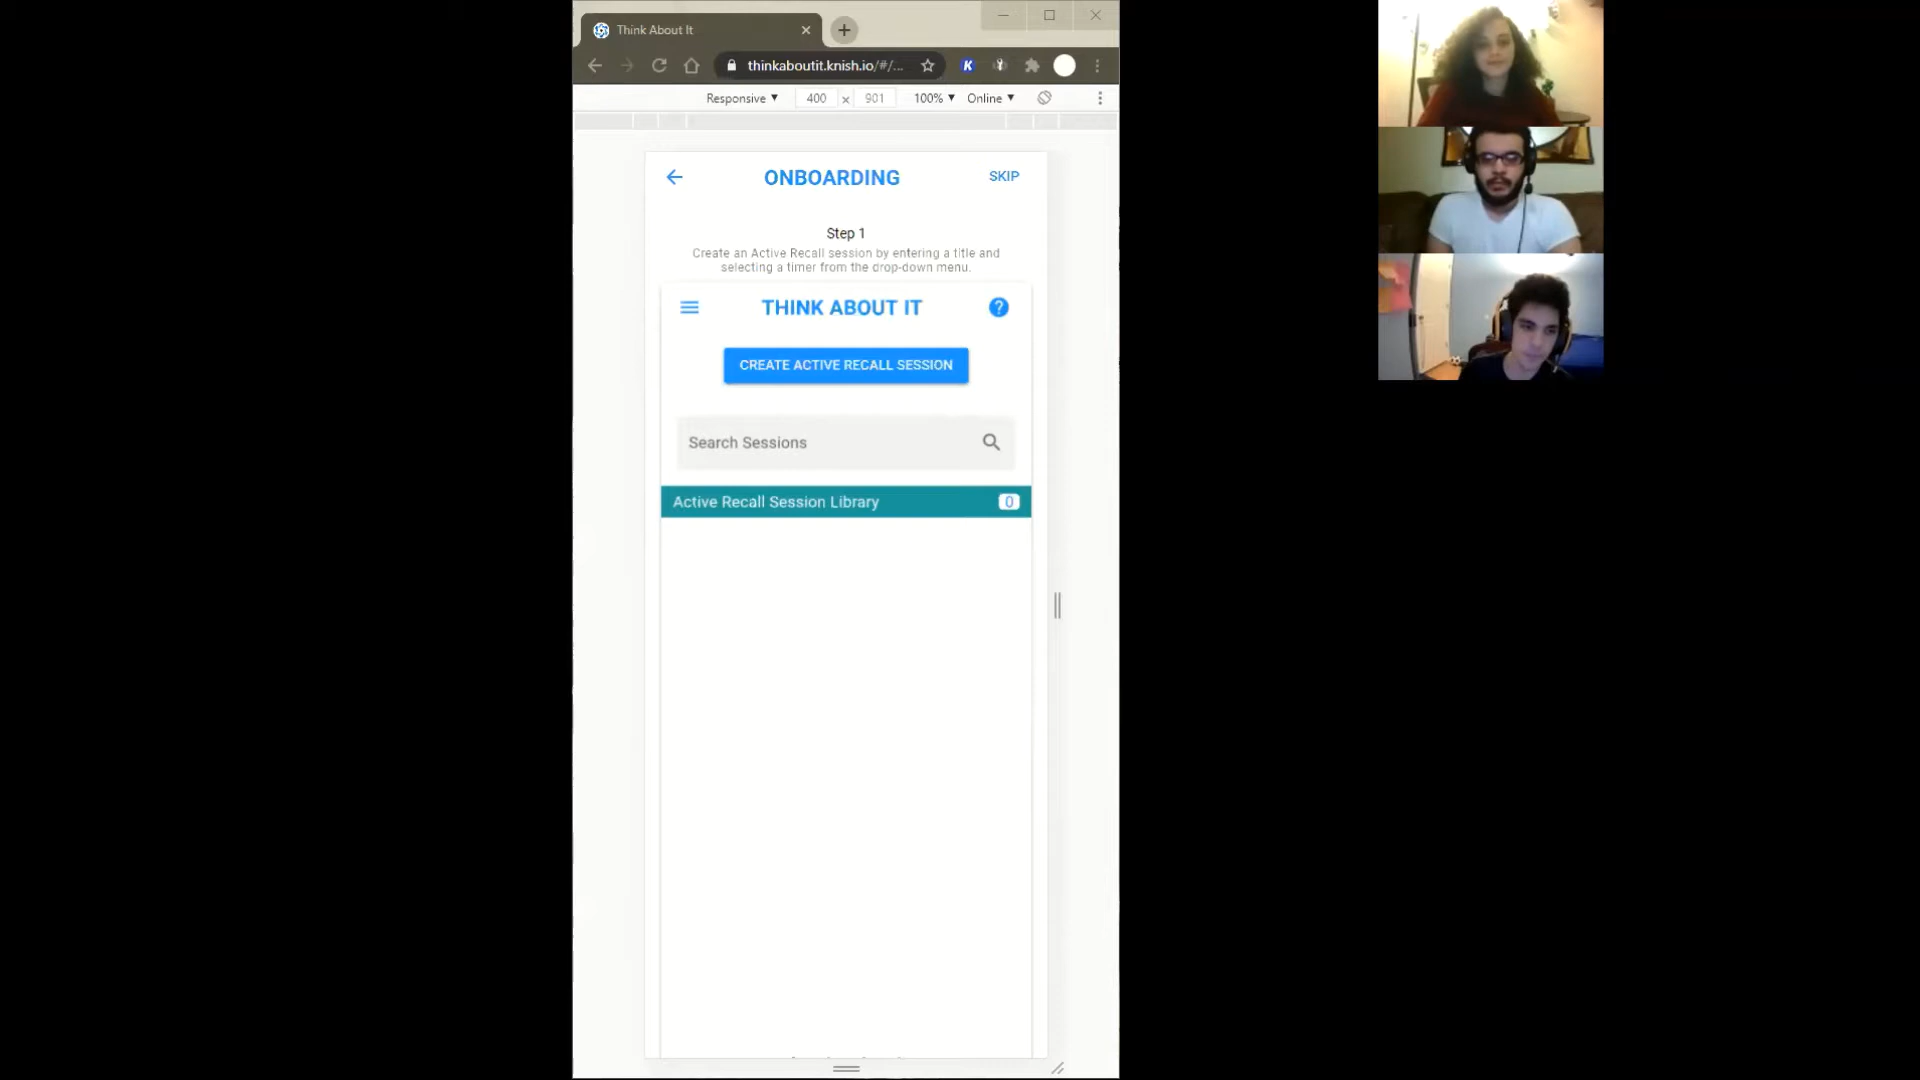 Think About It
thinkaboutit.knish.io/#/...
Responsive 400 x 901 100% Online
ONBOARDING SKIP
Step 1
Create an Active Recall session by entering a title and
selecting a timer from the drop-down menu.
THINK ABOUT IT
CREATE ACTIVE RECALL SESSION
Search Sessions
Active Recall Session Library 0